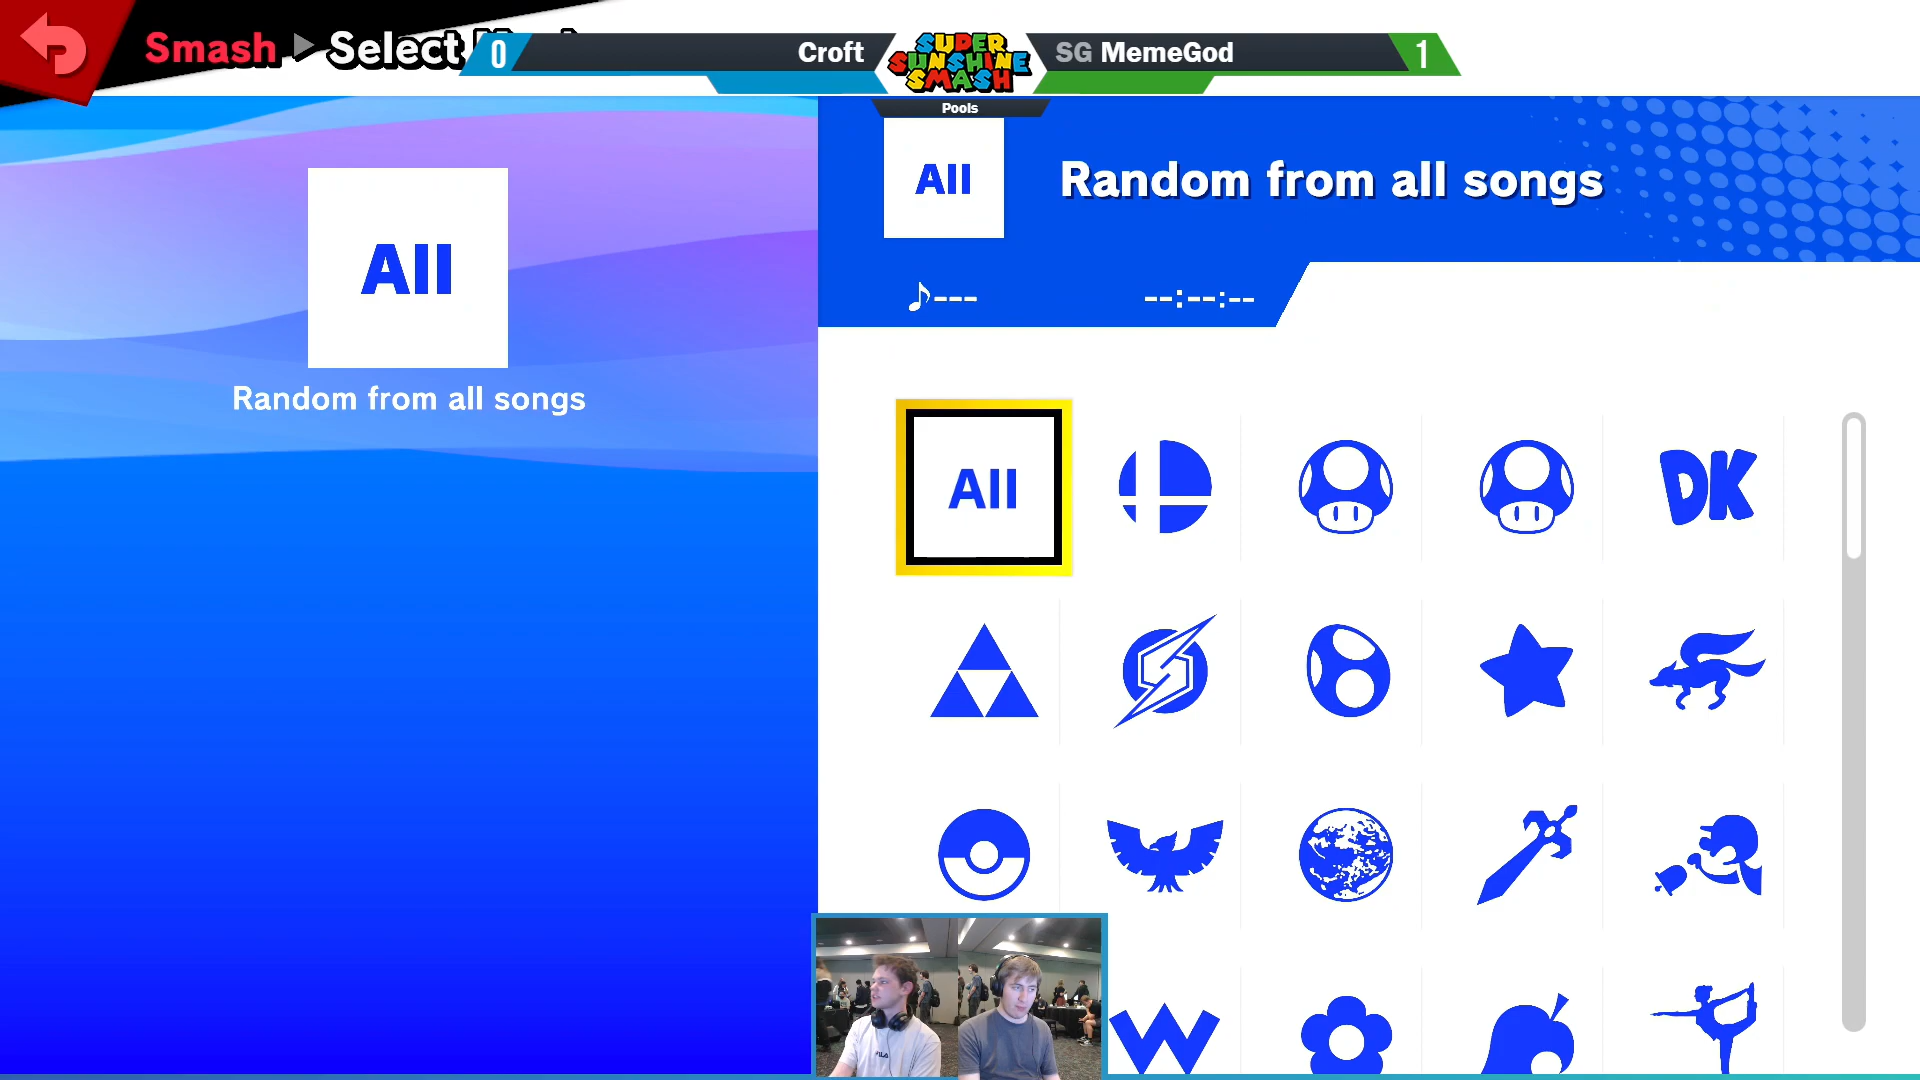 Smash ▶ Select
0 Croft
SUPER
SUNSHINE
SMASH
SG MemeGod 1
Pools
All
Random from all songs
♪---
--:--:--
All
Random from all songs
All
DK
W
FILA